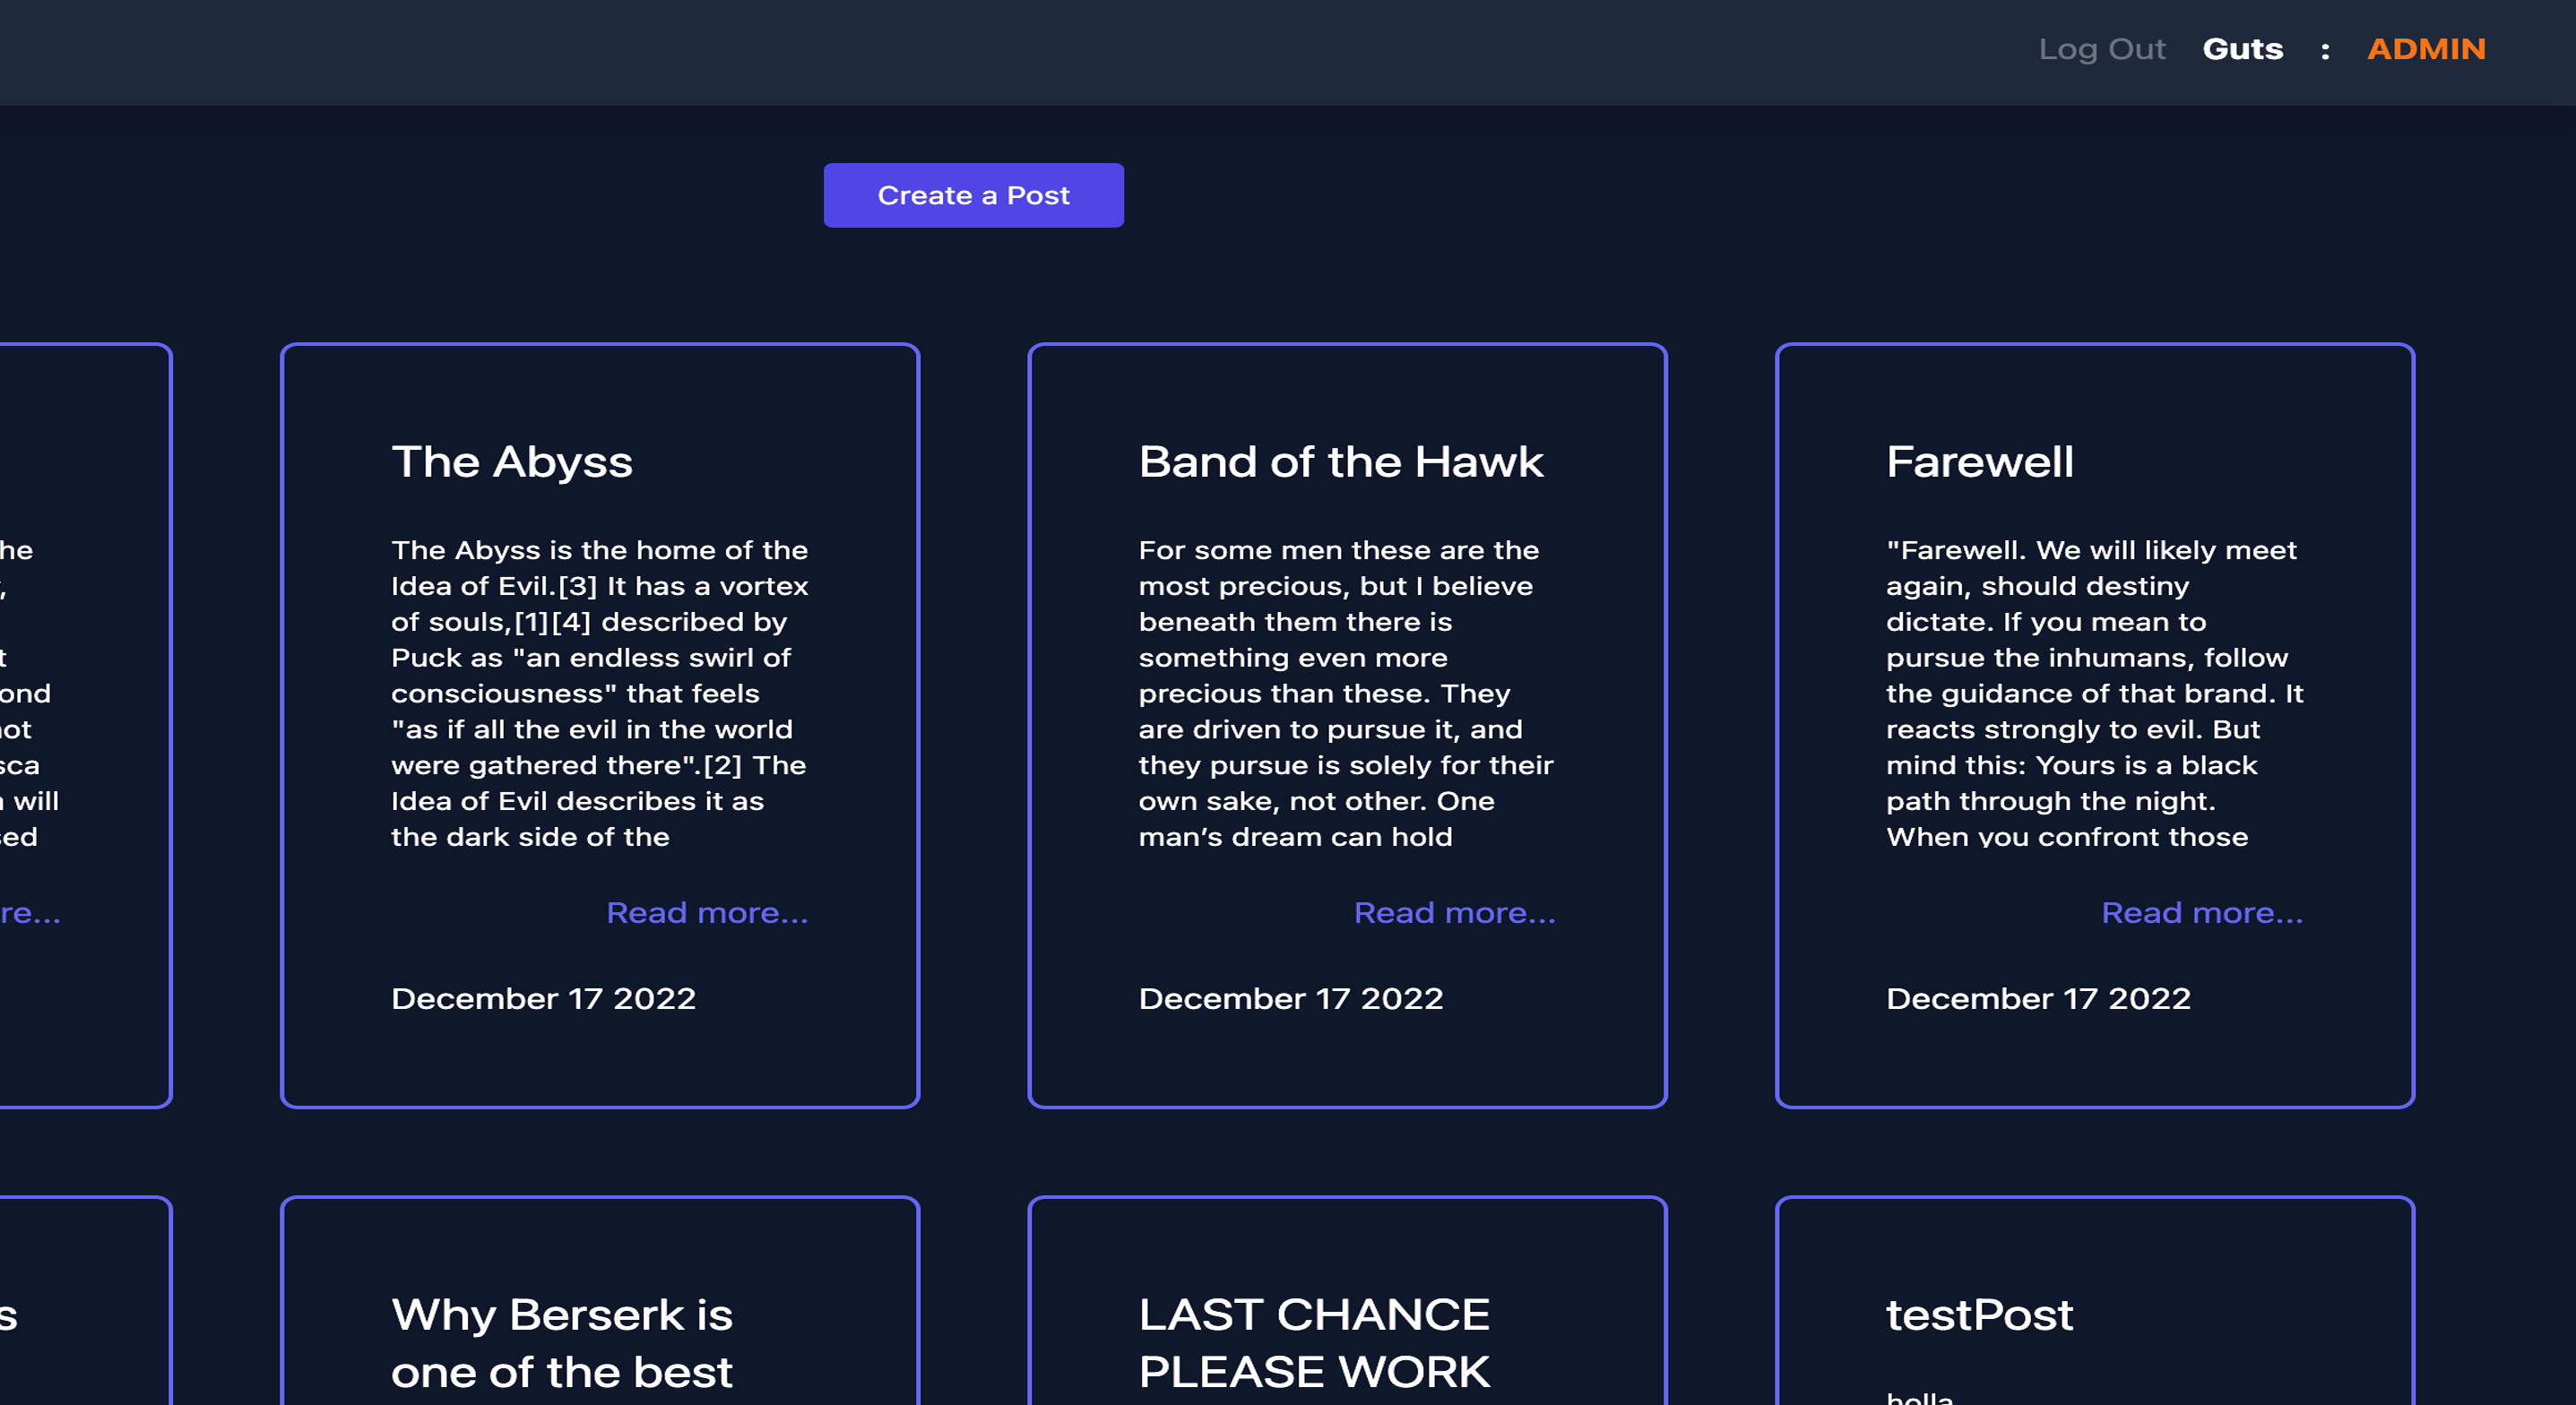 Log Out Guts : ADMIN
Create a Post
The Abyss
The Abyss is the home of the
Idea of Evil.[3] It has a vortex
of souls,[1][4] described by
Puck as "an endless swirl of
consciousness" that feels
"as if all the evil in the world
were gathered there".[2] The
Idea of Evil describes it as
the dark side of the
Read more...
December 17 2022
Band of the Hawk
For some men these are the
most precious, but I believe
beneath them there is
something even more
precious than these. They
are driven to pursue it, and
they pursue is solely for their
own sake, not other. One
man's dream can hold
Read more...
December 17 2022
Farewell
"Farewell. We will likely meet
again, should destiny
dictate. If you mean to
pursue the inhumans, follow
the guidance of that brand. It
reacts strongly to evil. But
mind this: Yours is a black
path through the night.
When you confront those
Read more...
December 17 2022
Why Berserk is
one of the best
LAST CHANCE
PLEASE WORK
testPost